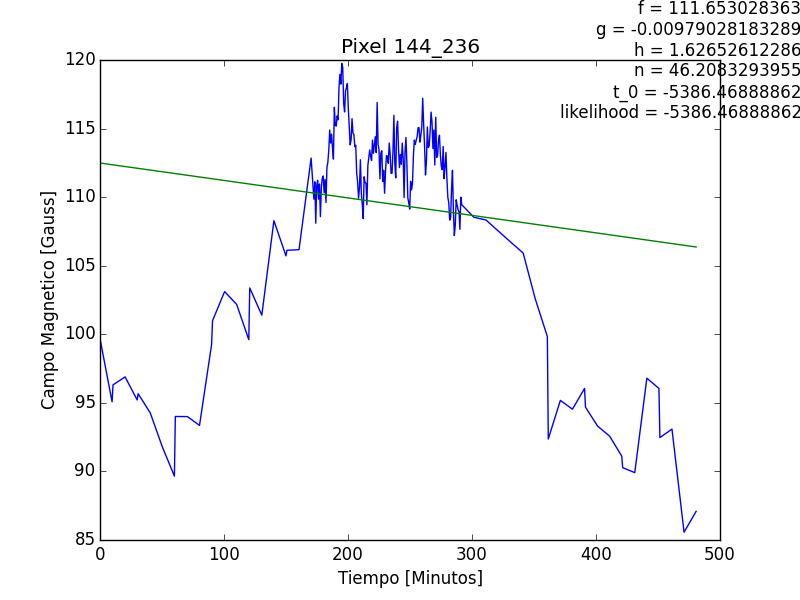 f = 111.653028363
g = -0.00979028183289
h = 1.62652612286
n = 46.2083293955
t_0 = -5386.46888862
likelihood = -5386.46888862
Pixel 144_236
120
115
110
105
100
95
90
85
Campo Magnetico [Gauss]
0 100 200 300 400 500
Tiempo [Minutos]